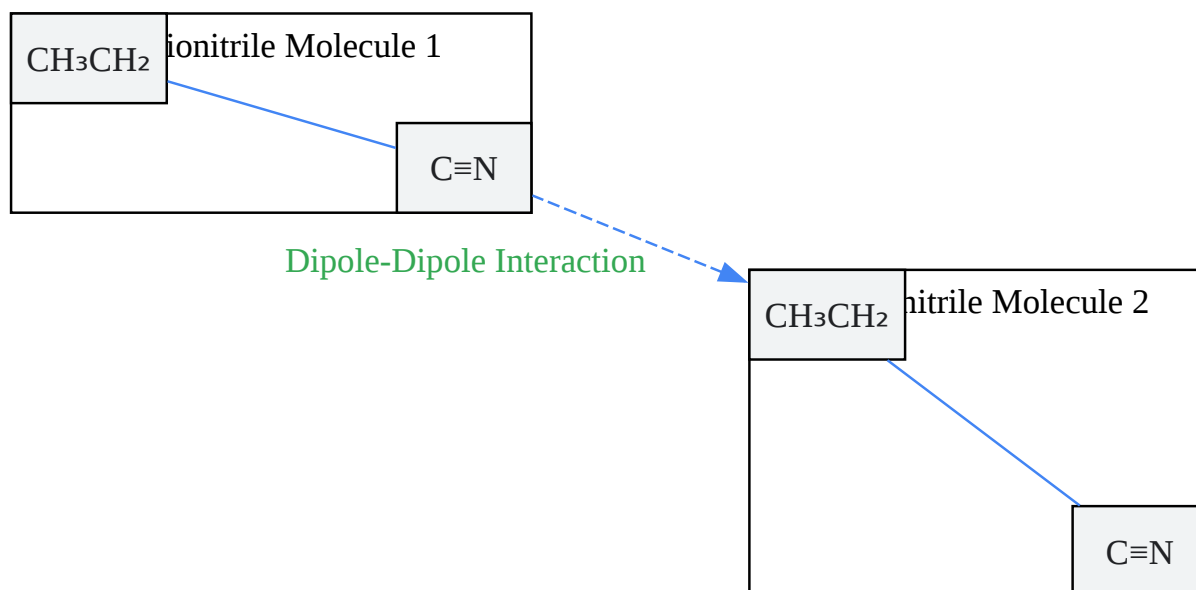 CH₃CH₂
ionitrile Molecule 1
C≡N
Dipole-Dipole Interaction
CH₃CH₂
nitrile Molecule 2
C≡N